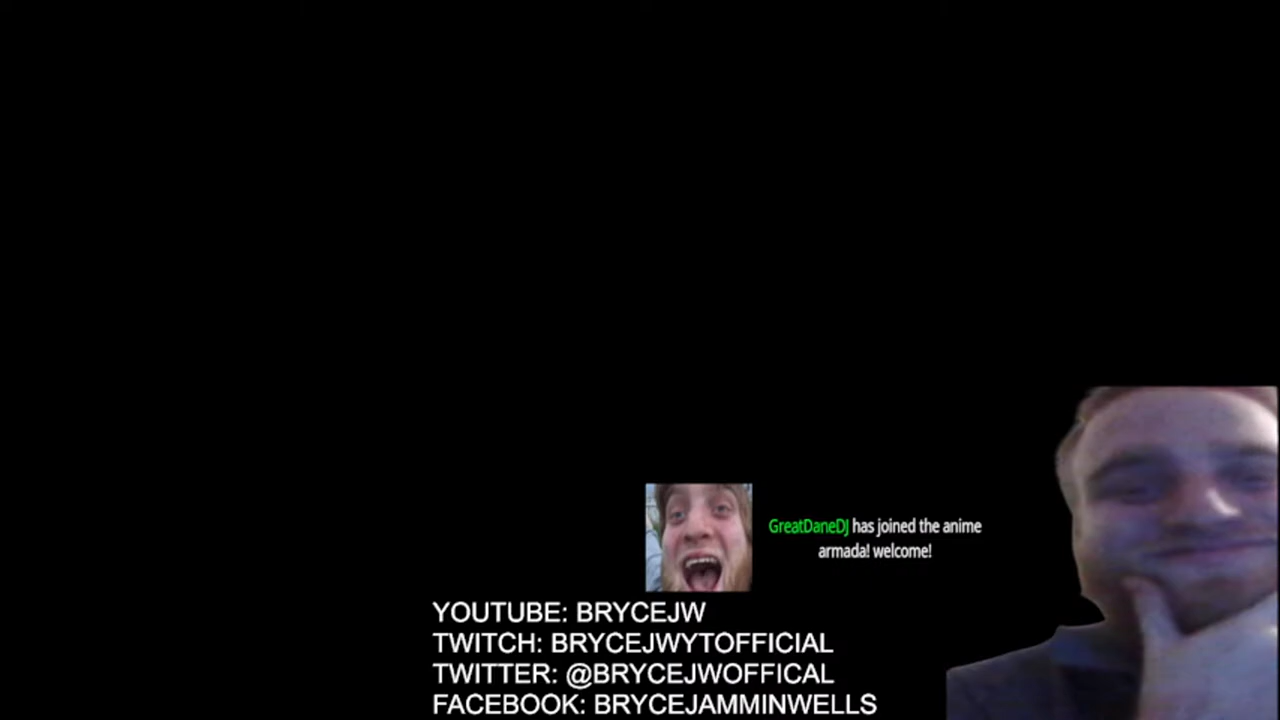 GreatDaneDJ has joined the anime
armada! welcome!
YOUTUBE: BRYCEJW
TWITCH: BRYCEJWYTOFFICIAL
TWITTER: @BRYCEJWOFFICAL
FACEBOOK: BRYCEJAMMINWELLS